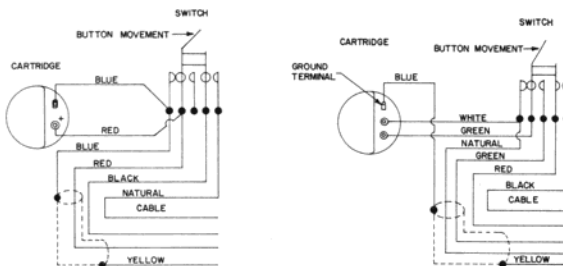 SWITCH
BUTTON MOVEMENT
CARTRIDGE
BLUE
+
RED
BLUE
RED
BLACK
NATURAL
CABLE
YELLOW
SWITCH
CARTRIDGE
BUTTON MOVEMENT
GROUND
TERMINAL
BLUE
WHITE
GREEN
NATURAL
GREEN
RED
BLACK
CABLE
YELLOW